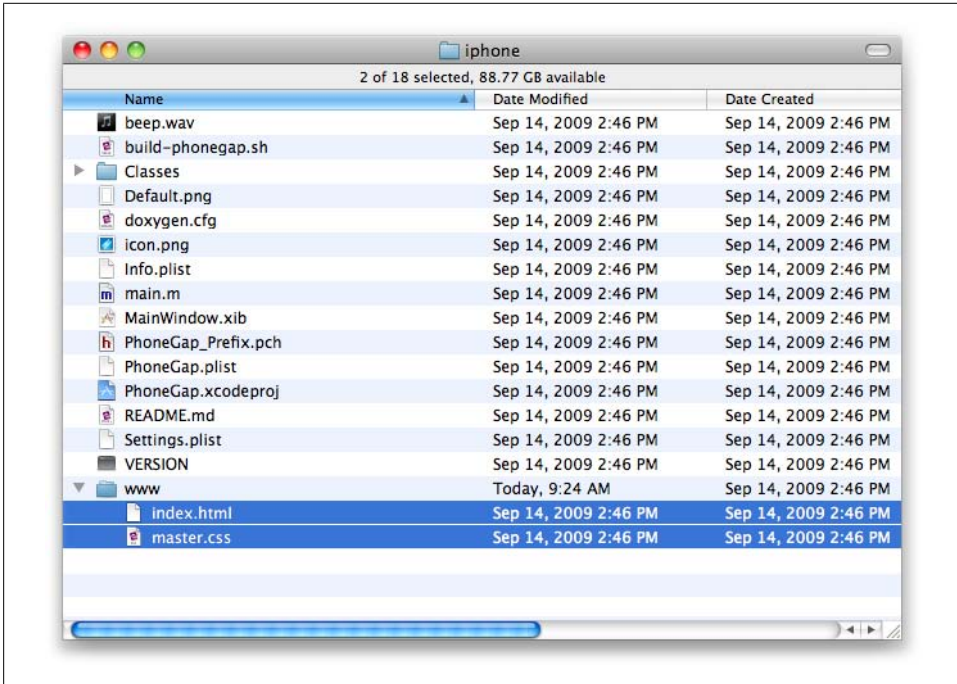 iphone
2 of 18 selected, 88.77 GB available
Name Date Modified Date Created
beep.wav Sep 14, 2009 2:46 PM Sep 14, 2009 2:46 PM
build-phonegap.sh Sep 14, 2009 2:46 PM Sep 14, 2009 2:46 PM
Classes Sep 14, 2009 2:46 PM Sep 14, 2009 2:46 PM
Default.png Sep 14, 2009 2:46 PM Sep 14, 2009 2:46 PM
doxygen.cfg Sep 14, 2009 2:46 PM Sep 14, 2009 2:46 PM
icon.png Sep 14, 2009 2:46 PM Sep 14, 2009 2:46 PM
Info.plist Sep 14, 2009 2:46 PM Sep 14, 2009 2:46 PM
m main.m Sep 14, 2009 2:46 PM Sep 14, 2009 2:46 PM
MainWindow.xib Sep 14, 2009 2:46 PM Sep 14, 2009 2:46 PM
h PhoneGap_Prefix.pch Sep 14, 2009 2:46 PM Sep 14, 2009 2:46 PM
PhoneGap.plist Sep 14, 2009 2:46 PM Sep 14, 2009 2:46 PM
PhoneGap.xcodeproj Sep 14, 2009 2:46 PM Sep 14, 2009 2:46 PM
README.md Sep 14, 2009 2:46 PM Sep 14, 2009 2:46 PM
Settings.plist Sep 14, 2009 2:46 PM Sep 14, 2009 2:46 PM
VERSION Sep 14, 2009 2:46 PM Sep 14, 2009 2:46 PM
www Today, 9:24 AM Sep 14, 2009 2:46 PM
index.html Sep 14, 2009 2:46 PM Sep 14, 2009 2:46 PM
master.css Sep 14, 2009 2:46 PM Sep 14, 2009 2:46 PM